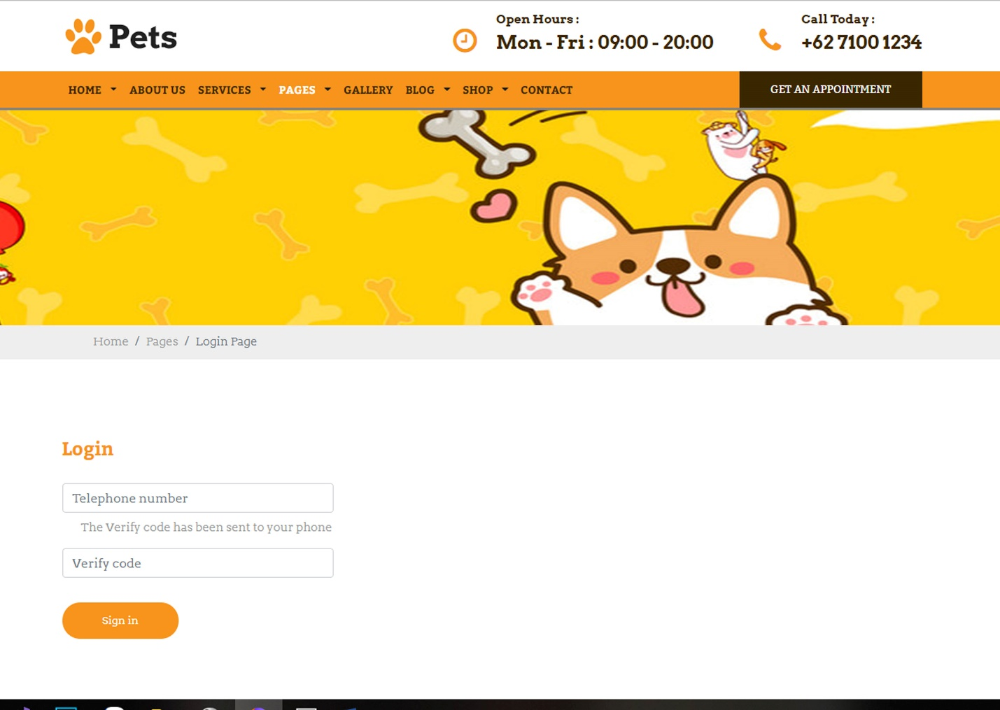 Pets
Open Hours :
Mon - Fri : 09:00 - 20:00
Call Today :
+62 7100 1234
HOME
ABOUT US
SERVICES
PAGES
GALLERY
BLOG
SHOP
CONTACT
GET AN APPOINTMENT
Home / Pages / Login Page
Login
Telephone number
The Verify code has been sent to your phone
Verify code
Sign in